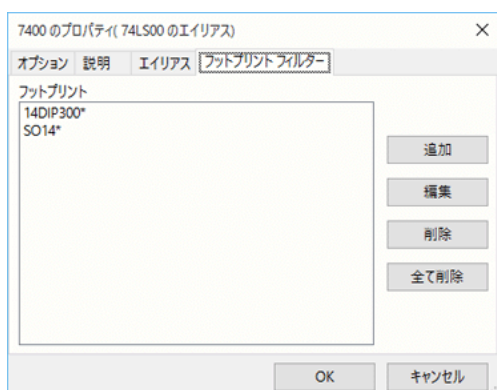 7400 のプロパティ( 74LS00 のエイリアス)
オプション 説明 エイリアス フットプリント フィルター
フットプリント
14DIP300*
SO14*
追加
編集
削除
全て削除
OK キャンセル